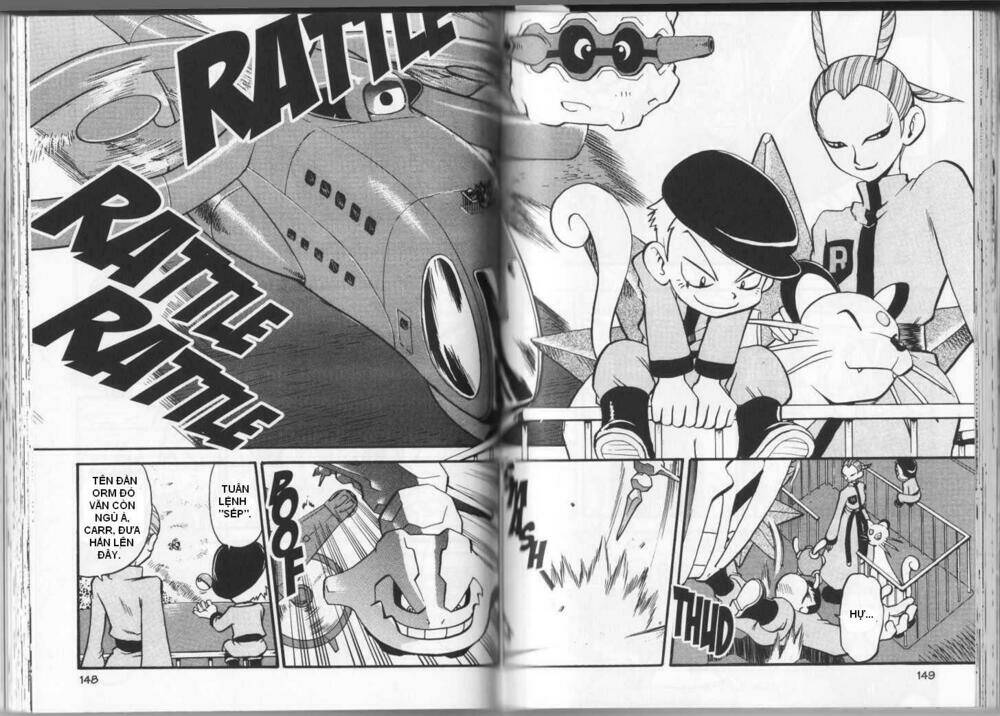 RATTLE
RATTLE
RATTLE
R
TÊN ĐẦN
ORM ĐÓ
VẪN CÒN
NGỦ À,
CARR, ĐƯA
HẮN LÊN
ĐÂY.
TUÂN
LỆNH
"SẾP".
BOOF
SMASH
THUD
HỰ...
148
149